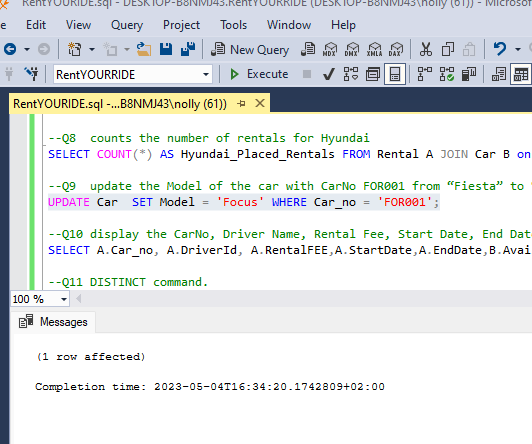 RentYOURIDE.sql - DESKTOP-B8NMJ43.RentYOURRIDE (DESKTOP-B8NMJ43\nolly (61)) - Microsof
Edit View Query Project Tools Window Help
New Query MDX DMX XMLA DAX
RentYOURRIDE Execute
RentYOURIDE.sql -...B8NMJ43\nolly (61))
--Q8 counts the number of rentals for Hyundai
SELECT COUNT(*) AS Hyundai_Placed_Rentals FROM Rental A JOIN Car B on
--Q9 update the Model of the car with CarNo FOR001 from “Fiesta” to
UPDATE Car SET Model = 'Focus' WHERE Car_no = 'FOR001';
--Q10 display the CarNo, Driver Name, Rental Fee, Start Date, End Dat
SELECT A.Car_no, A.DriverId, A.RentalFEE,A.StartDate,A.EndDate,B.Avai
--Q11 DISTINCT command.
100 %
Messages
(1 row affected)
Completion time: 2023-05-04T16:34:20.1742809+02:00